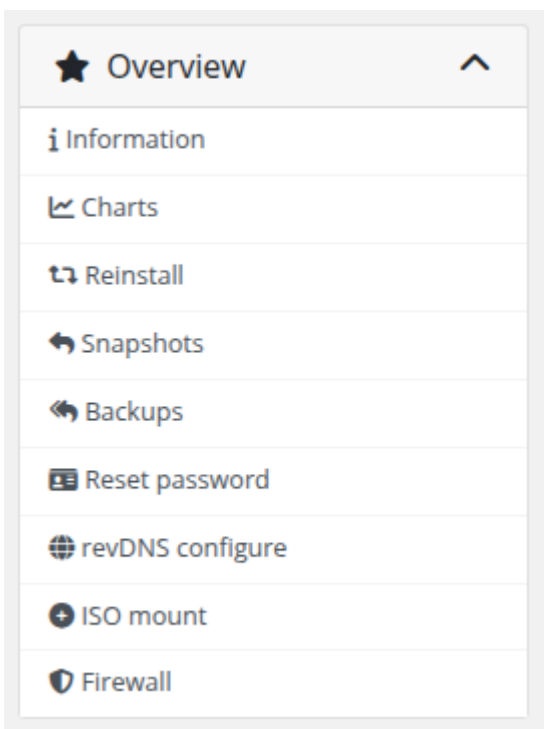 Overview
Information
Charts
Reinstall
Snapshots
Backups
Reset password
revDNS configure
ISO mount
Firewall